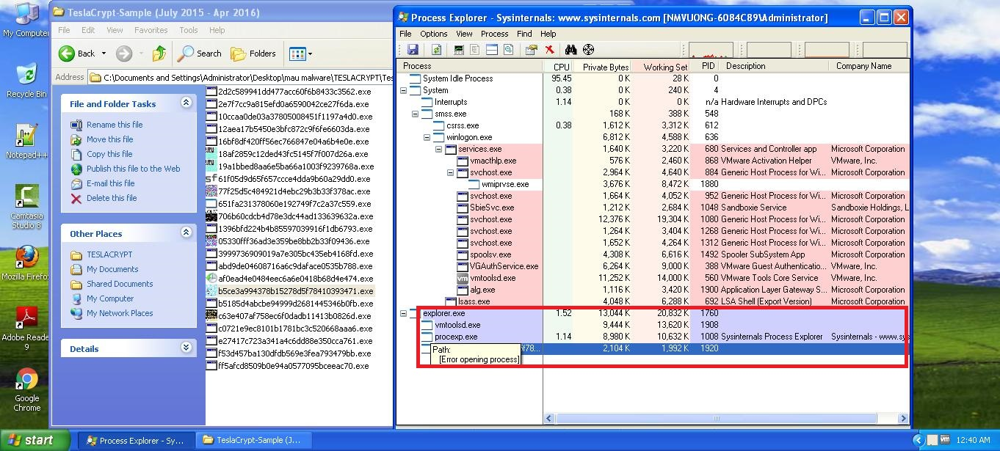 My Computer
Recycle Bin
Notepad++
Camtasia
Studio 8
Mozilla Firefo
Adobe Reade
9
Google
Chrome
TeslaCrypt-Sample (July 2015 - Apr 2016)
File Edit View Favorites Tools Help
Back Search Folders
Address C:\Documents and Settings\Administrator\Desktop\mau malware\TESLACRYPT\Tes
File and Folder Tasks
Rename this file
Move this file
Copy this file
Publish this file to the Web
E-mail this file
Delete this file
Other Places
TESLACRYPT
My Documents
Shared Documents
My Computer
My Network Places
Details
2d2c589941dd477acc60f6b8433c3562.exe
2e7f7cc9a815efd0a6590042ce27f6da.exe
10ccaa0de03a37805008451f1197a4d0.exe
12aea17b5450e3bfc872c9f6fe6603da.exe
16bf8df420ff56ec766847e04a6b4e0e.exe
18af2859c12ded43fc5145f7f007d26a.exe
19a1bbed8aa6e5ba66a1003f9239768a.exe
61f05d9d65f657ccce4dda9b60a29dd0.exe
77f25d5c484921d4ebc29b3b33f378ac.exe
651fa231378060e192749f7c2a37c559.exe
706b60cdcb4d78e3dc44ad133639632a.exe
1396bfd224b4b85597039916f1db6793.exe
05330fff36ad3e359be8bb2b33f09436.exe
3999736909019a7e305bc435eb4168fd.exe
abd9de04608716a6c9daface0535b788.exe
af0ead4e0484eec6a6e0418b68d4e474.exe
b5ce3a994378b15278d5f78410393471.exe
b5185d4abcbe94999d2681445346b0fb.exe
c63e407af758ec6f0dadb11413b0826d.exe
c0721e9ec8101b1781bc3c520668aaa6.exe
e27417c723a341a4c6dd88e350cca761.exe
f53d457ba130dfdb569e3fea793479bb.exe
ff5afcd8509b0e94a0577095bceeac70.exe
Process Explorer - Sysinternals: www.sysinternals.com [NMVUONG-6084C89\Administrator]
File Options View Process Find Help
Process CPU Private Bytes Working Set PID Description Company Name
System Idle Process 95.45 0 K 28 K 0
System 0.38 0 K 240 K 4
Interrupts 1.14 0 K 0 K n/a Hardware Interrupts and DPCs
smss.exe 168 K 388 K 548
csrss.exe 0.38 1,612 K 3,312 K 612
winlogon.exe 6,812 K 4,588 K 636
services.exe 1,640 K 3,220 K 680 Services and Controller app Microsoft Corporation
vmacthlp.exe 576 K 2,460 K 868 VMware Activation Helper VMware, Inc.
svchost.exe 2,964 K 4,640 K 884 Generic Host Process for Wi... Microsoft Corporation
wmiprvse.exe 3,676 K 8,472 K 1880
svchost.exe 1,664 K 4,052 K 952 Generic Host Process for Wi... Microsoft Corporation
SbieSvc.exe 1,212 K 2,684 K 1048 Sandboxie Service Sandboxie Holdings, L
svchost.exe 12,376 K 19,304 K 1080 Generic Host Process for Wi... Microsoft Corporation
svchost.exe 1,264 K 3,404 K 1268 Generic Host Process for Wi... Microsoft Corporation
svchost.exe 1,652 K 4,264 K 1312 Generic Host Process for Wi... Microsoft Corporation
spoolsv.exe 4,308 K 6,616 K 1492 Spooler SubSystem App Microsoft Corporation
VGAuthService.exe 6,264 K 9,000 K 388 VMware Guest Authenticatio... VMware, Inc.
vmtoolsd.exe 11,252 K 14,000 K 560 VMware Tools Core Service VMware, Inc.
alg.exe 1,116 K 3,420 K 1900 Application Layer Gateway S... Microsoft Corporation
lsass.exe 4,048 K 6,288 K 692 LSA Shell (Export Version) Microsoft Corporation
explorer.exe 1.52 13,044 K 20,832 K 1760
vmtoolsd.exe 9,444 K 13,620 K 1908
procexp.exe 1.14 8,980 K 10,632 K 1008 Sysinternals Process Explorer Sysinternals - www.sys
5f78... 2,104 K 1,992 K 1920
Path:
[Error opening process]
start Process Explorer - Sy... TeslaCrypt-Sample (J... vm 12:40 AM